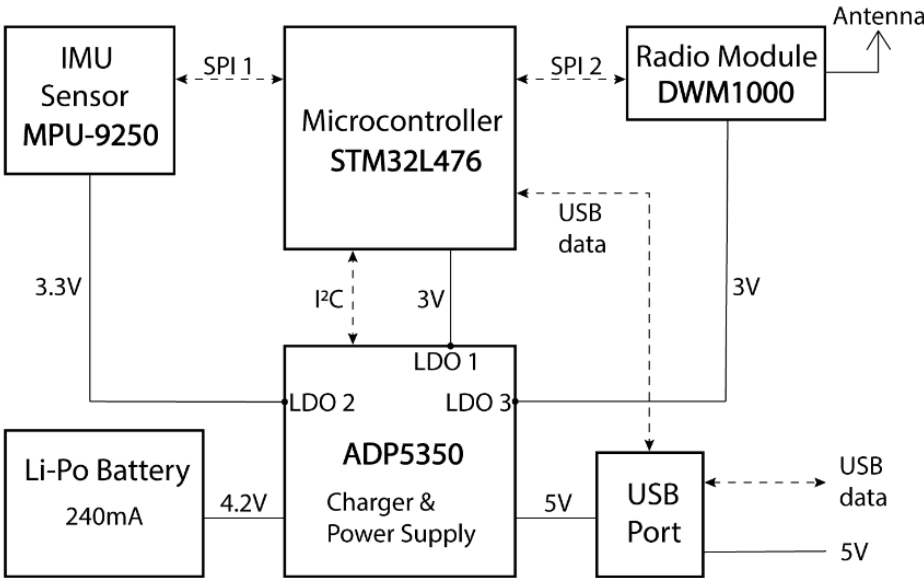 IMU
Sensor
MPU-9250
SPI 1
Microcontroller
STM32L476
SPI 2
Radio Module
DWM1000
Antenna
USB
data
3.3V
I²C
3V
3V
LDO 1
LDO 2
LDO 3
ADP5350
Charger &
Power Supply
Li-Po Battery
240mA
4.2V
5V
USB
Port
USB
data
5V